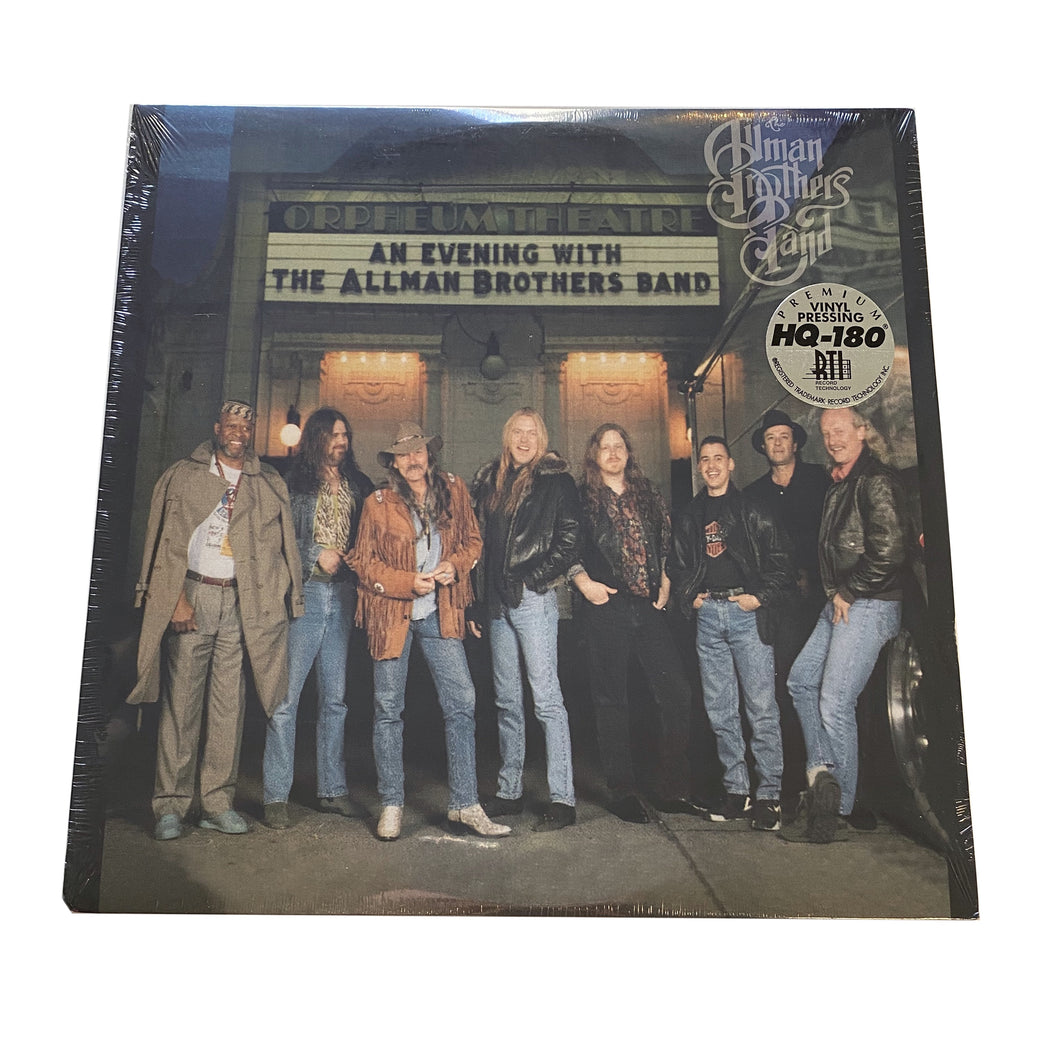 The
Allman
Brothers
Band
ORPHEUM THEATRE
AN EVENING WITH
THE ALLMAN BROTHERS BAND
PREMIUM
VINYL
PRESSING
HQ-180®
RTI
RECORD
TECHNOLOGY
®REGISTERED TRADEMARK RECORD TECHNOLOGY INC.